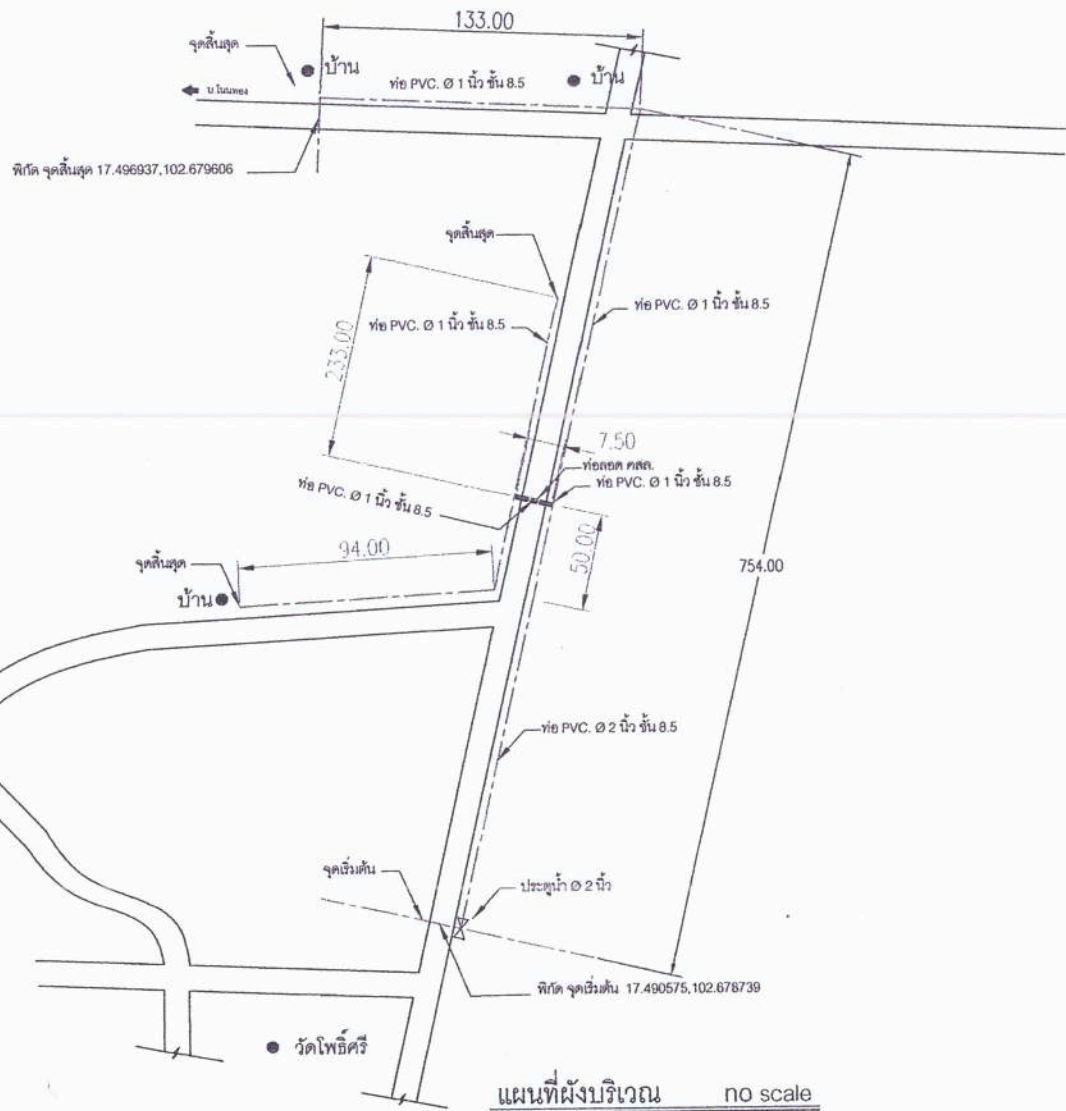 133.00
จุดสิ้นสุด
บ้าน
บ้าน
ท่อ PVC. Ø 1 นิ้ว ชั้น 8.5
บ.โนนทอง
พิกัด จุดสิ้นสุด 17.496937,102.679606
จุดสิ้นสุด
ท่อ PVC. Ø 1 นิ้ว ชั้น 8.5
ท่อ PVC. Ø 1 นิ้ว ชั้น 8.5
233.00
7.50
ท่อลอด คสล.
ท่อ PVC. Ø 1 นิ้ว ชั้น 8.5
ท่อ PVC. Ø 1 นิ้ว ชั้น 8.5
50.00
94.00
754.00
จุดสิ้นสุด
บ้าน
ท่อ PVC. Ø 2 นิ้ว ชั้น 8.5
จุดเริ่มต้น
ประตูน้ำ Ø 2 นิ้ว
พิกัด จุดเริ่มต้น 17.490575,102.678739
วัดโพธิ์ศรี
แผนที่ผังบริเวณ no scale